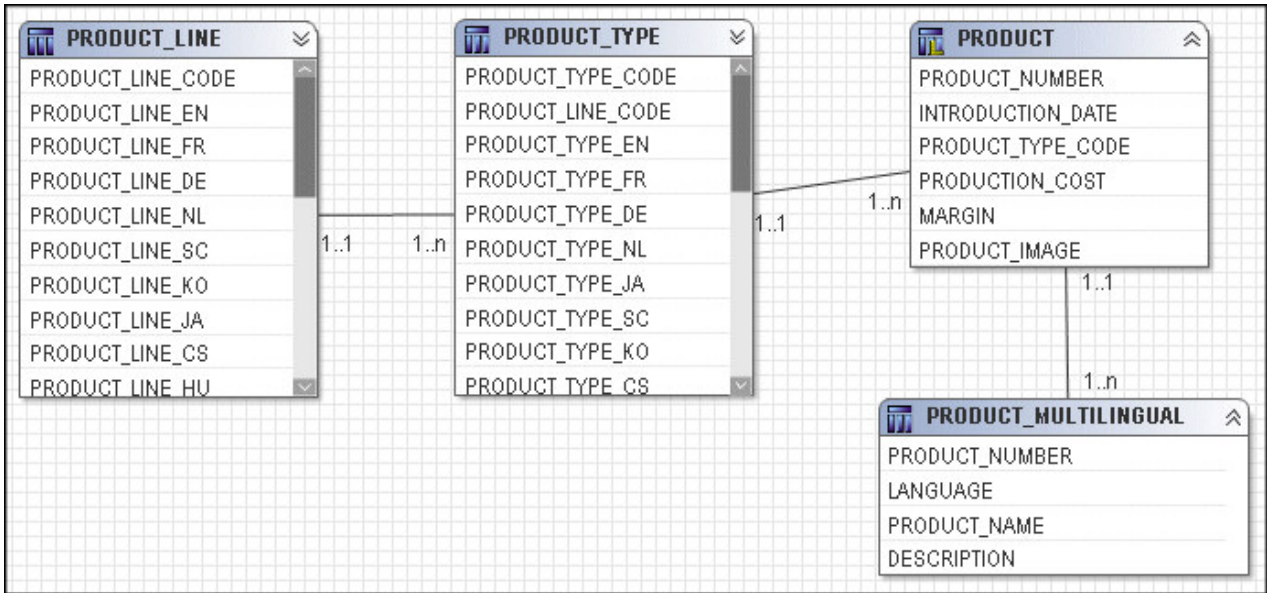 PRODUCT_LINE
PRODUCT_LINE_CODE
PRODUCT_LINE_EN
PRODUCT_LINE_FR
PRODUCT_LINE_DE
PRODUCT_LINE_NL
PRODUCT_LINE_SC
PRODUCT_LINE_KO
PRODUCT_LINE_JA
PRODUCT_LINE_CS
PRODUCT_LINE_HU
1..1
1..n
PRODUCT_TYPE
PRODUCT_TYPE_CODE
PRODUCT_LINE_CODE
PRODUCT_TYPE_EN
PRODUCT_TYPE_FR
PRODUCT_TYPE_DE
PRODUCT_TYPE_NL
PRODUCT_TYPE_JA
PRODUCT_TYPE_SC
PRODUCT_TYPE_KO
PRODUCT_TYPE_CS
1..1
1..n
PRODUCT
PRODUCT_NUMBER
INTRODUCTION_DATE
PRODUCT_TYPE_CODE
PRODUCTION_COST
MARGIN
PRODUCT_IMAGE
1..1
1..n
PRODUCT_MULTILINGUAL
PRODUCT_NUMBER
LANGUAGE
PRODUCT_NAME
DESCRIPTION